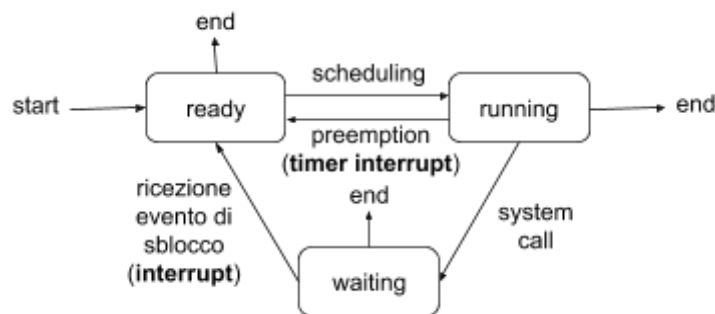 end
scheduling
start
ready
running
end
preemption
(timer interrupt)
ricezione
evento di
sblocco
(interrupt)
end
system
call
waiting